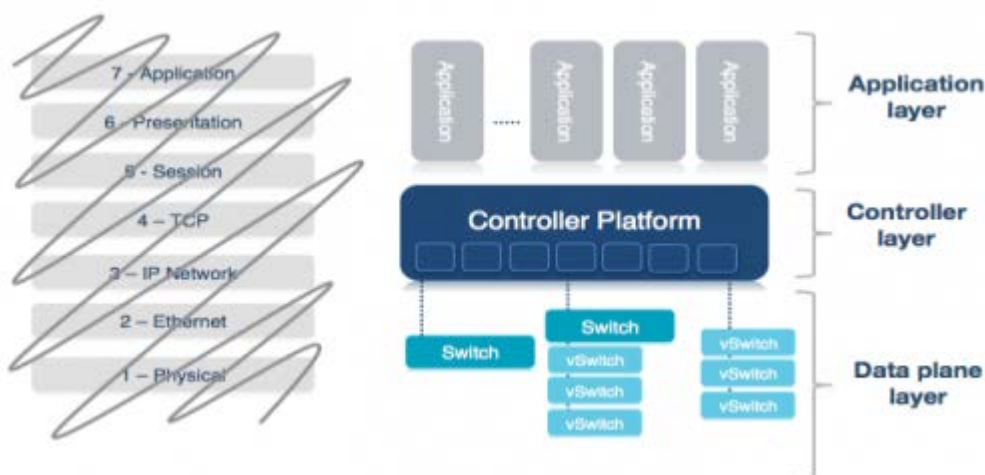 7 - Application
6 - Presentation
5 - Session
4 – TCP
3 – IP Network
2 – Ethernet
1 – Physical
Application
......
Application
Application
Application
Application
layer
Controller Platform
Controller
layer
Switch
Switch
vSwitch
vSwitch
vSwitch
vSwitch
vSwitch
vSwitch
Data plane
layer